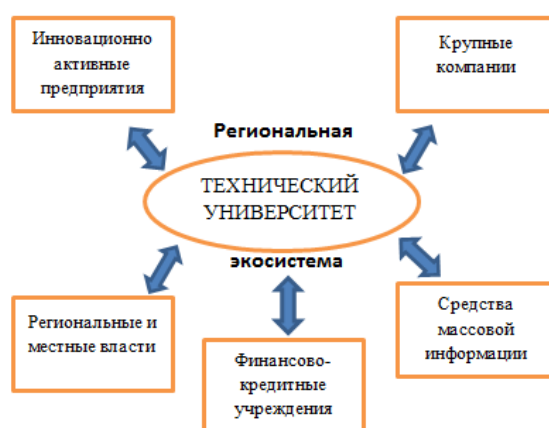 Инновационно
активные
предприятия
Крупные
компании
Региональная
ТЕХНИЧЕСКИЙ
УНИВЕРСИТЕТ
экосистема
Региональные и
местные власти
Финансово-
кредитные
учреждения
Средства
массовой
информации